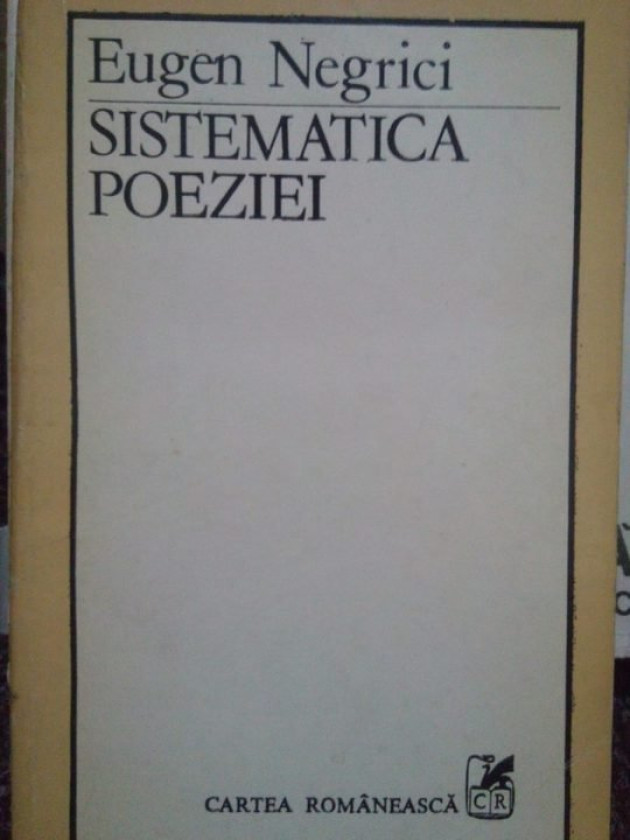 Eugen Negrici
SISTEMATICA
POEZIEI
CARTEA ROMÂNEASCĂ
CR